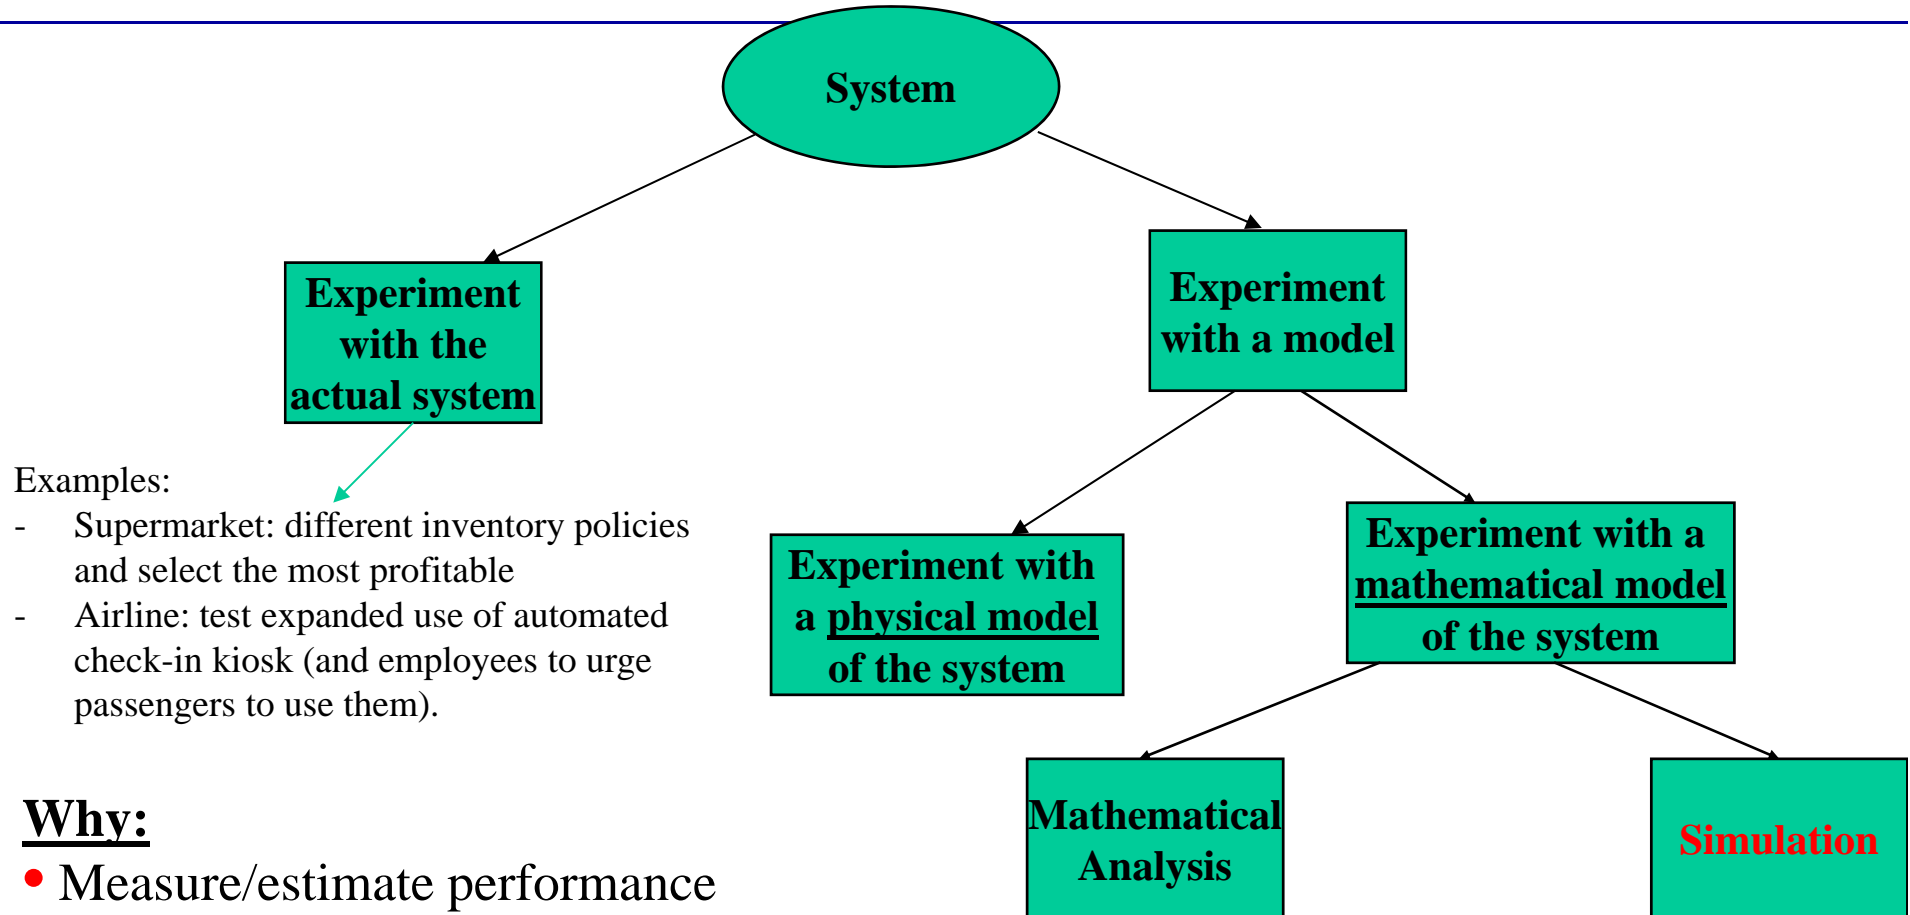 System
Experiment
with the
actual system
Experiment
with a model
Examples:
- Supermarket: different inventory policies
and select the most profitable
- Airline: test expanded use of automated
check-in kiosk (and employees to urge
passengers to use them).
Experiment with
a physical model
of the system
Experiment with a
mathematical model
of the system
Why:
• Measure/estimate performance
Mathematical
Analysis
Simulation